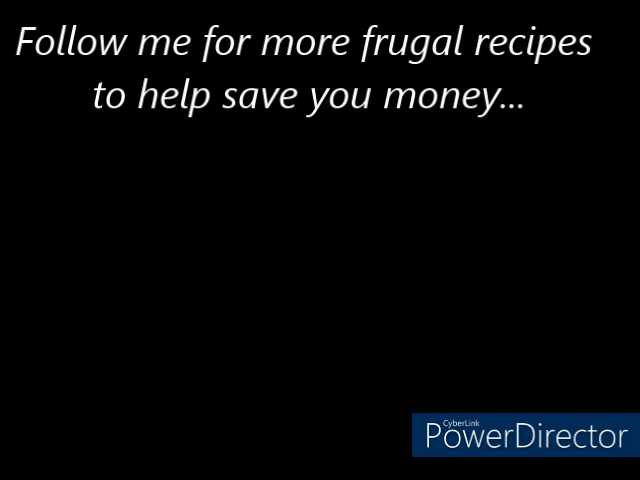 Follow me for more frugal recipes
to help save you money...
CyberLink
PowerDirector